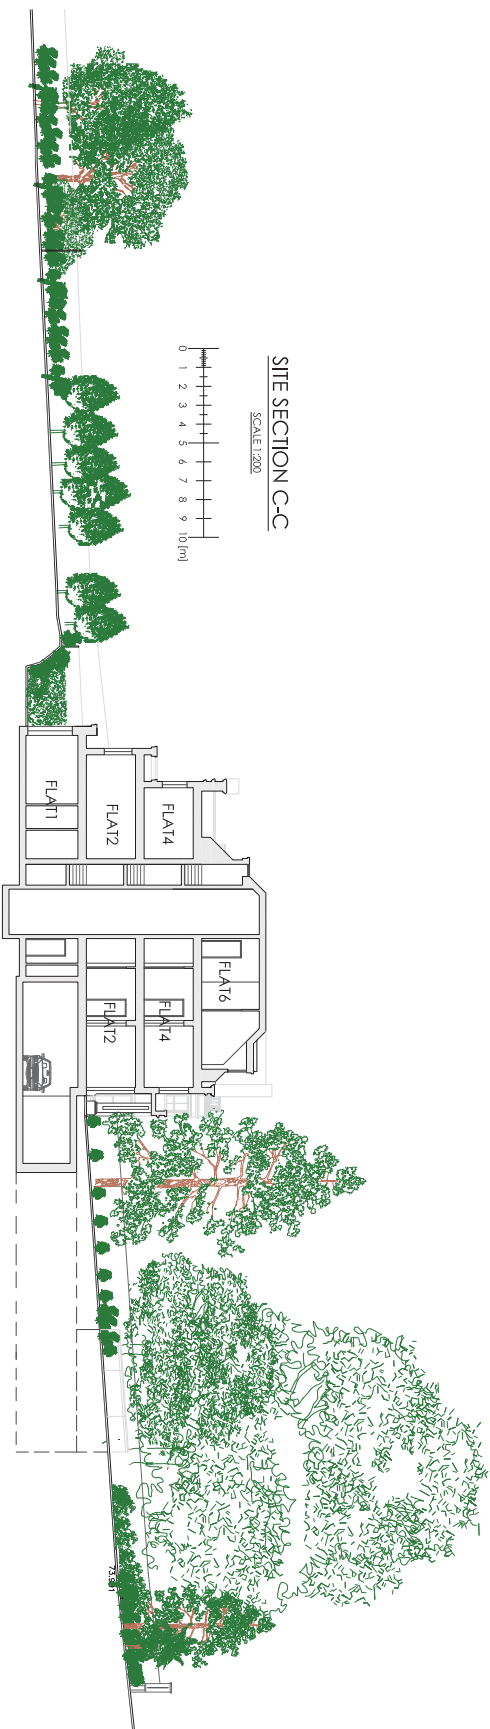 SITE SECTION C-C
SCALE 1:200
0 1 2 3 4 5 6 7 8 9 10 [m]
FLAT6
FLAT4
FLAT4
FLAT2
FLAT2
FLAT1